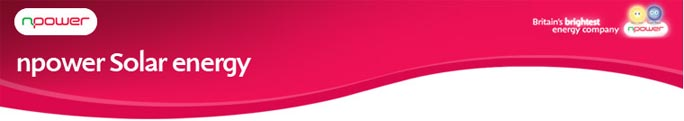 npower
Britain's brightest
energy company
npower
npower Solar energy